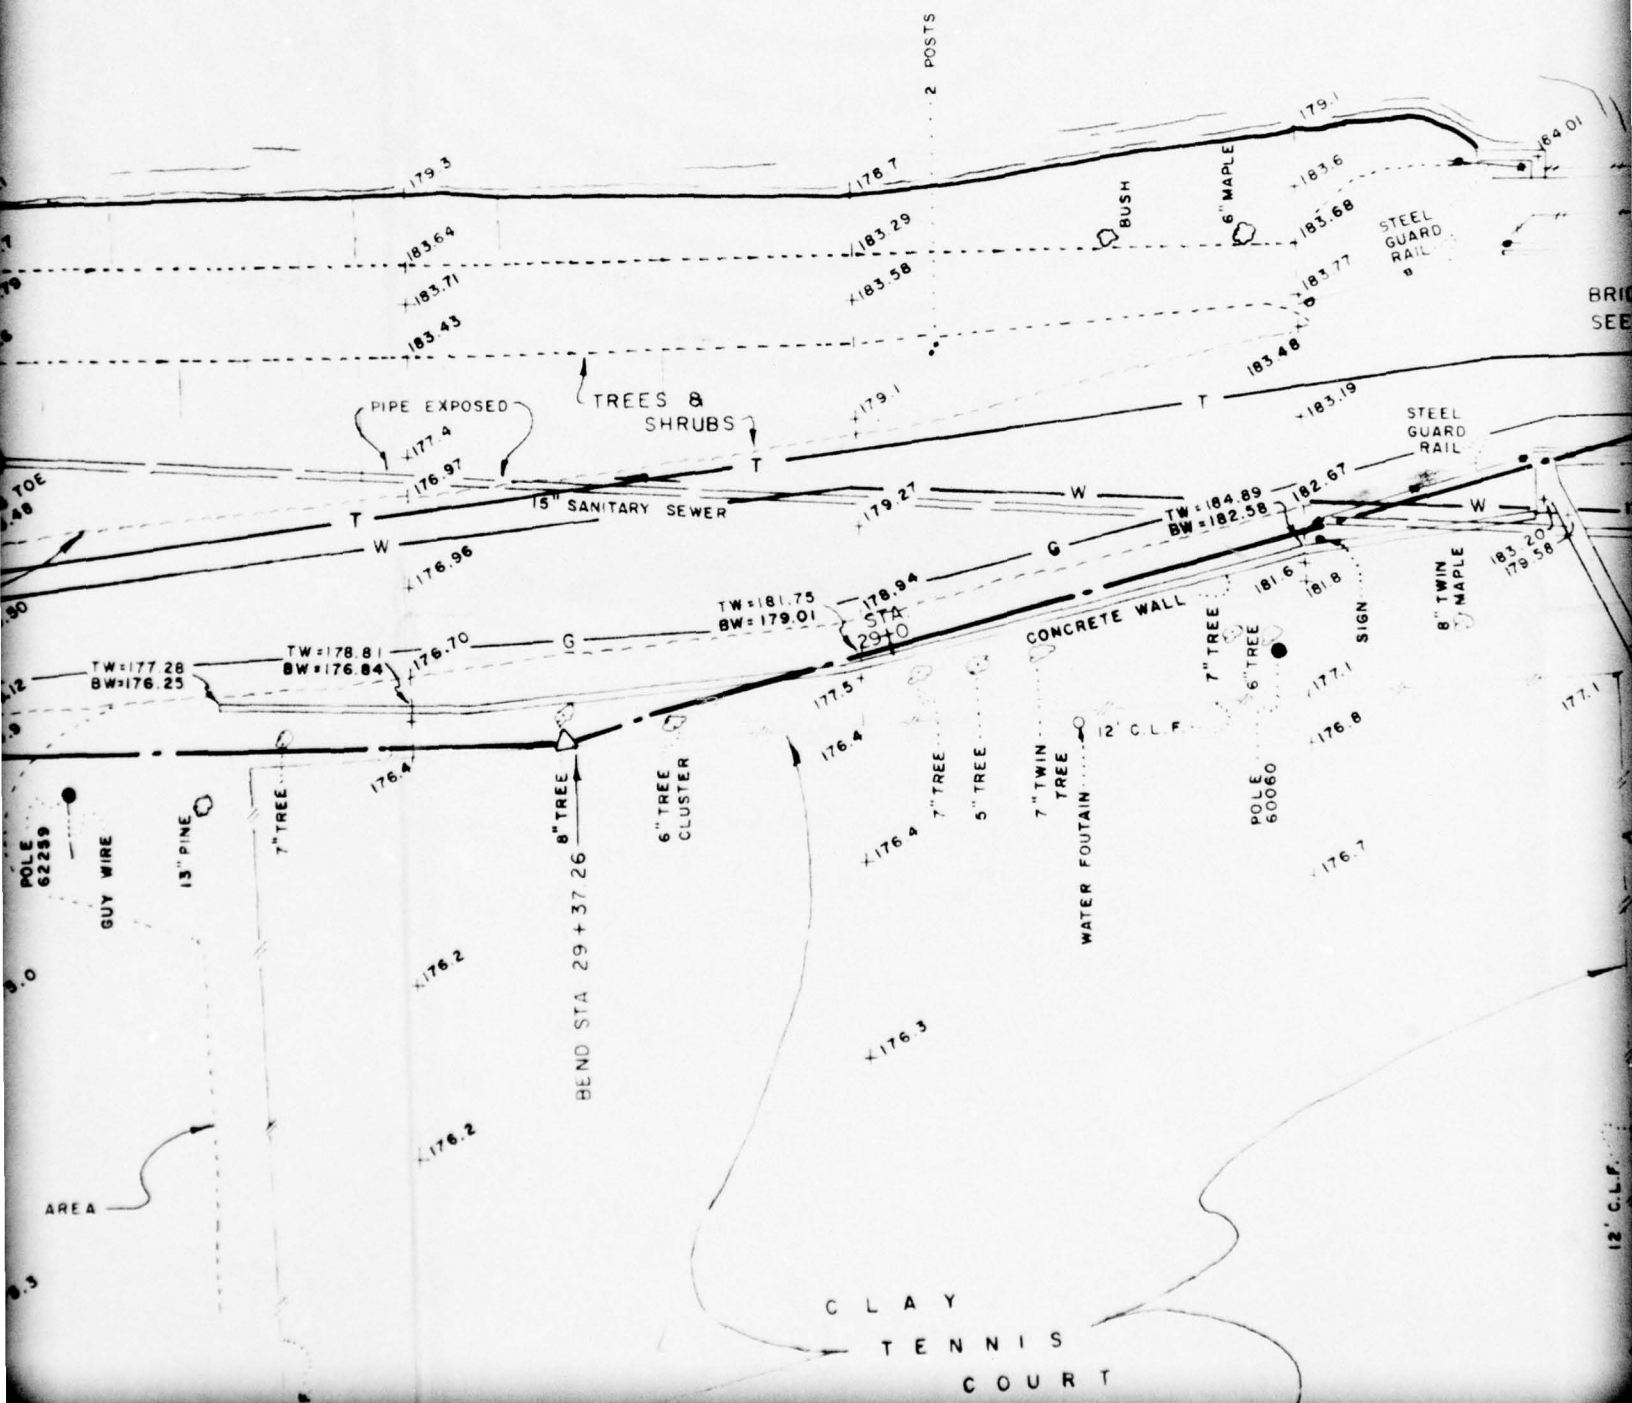 2 POSTS
179.1
184.01
179.3
178.7
183.6
6" MAPLE
BUSH
183.68
STEEL
GUARD
RAIL
183.64
183.29
183.77
183.71
183.58
183.43
183.48
PIPE EXPOSED
TREES &
SHRUBS
179.1
T
183.19
STEEL
GUARD
RAIL
177.4
176.97
T
TOE
15" SANITARY SEWER
179.27
W
TW=184.89
BW=182.58
182.67
W
T
W
G
176.96
183.20
179.58
178.94
TW=181.75
BW=179.01
STA
29+0
CONCRETE WALL
181.6
181.8
SIGN
8" TWIN
MAPLE
G
TW=178.81
BW=176.84
176.70
TW=177.28
BW=176.25
7" TREE
6" TREE
177.5
177.1
177.1
176.4
176.4
12' C.L.F.
176.8
POLE
62259
GUY WIRE
13" PINE
7" TREE
8" TREE
6" TREE
CLUSTER
7" TREE
5" TREE
7" TWIN
TREE
WATER FOUTAIN
POLE
60060
176.4
176.7
BEND STA 29+37.26
176.2
176.3
176.2
AREA
12' C.L.F.
CLAY
TENNIS
COURT